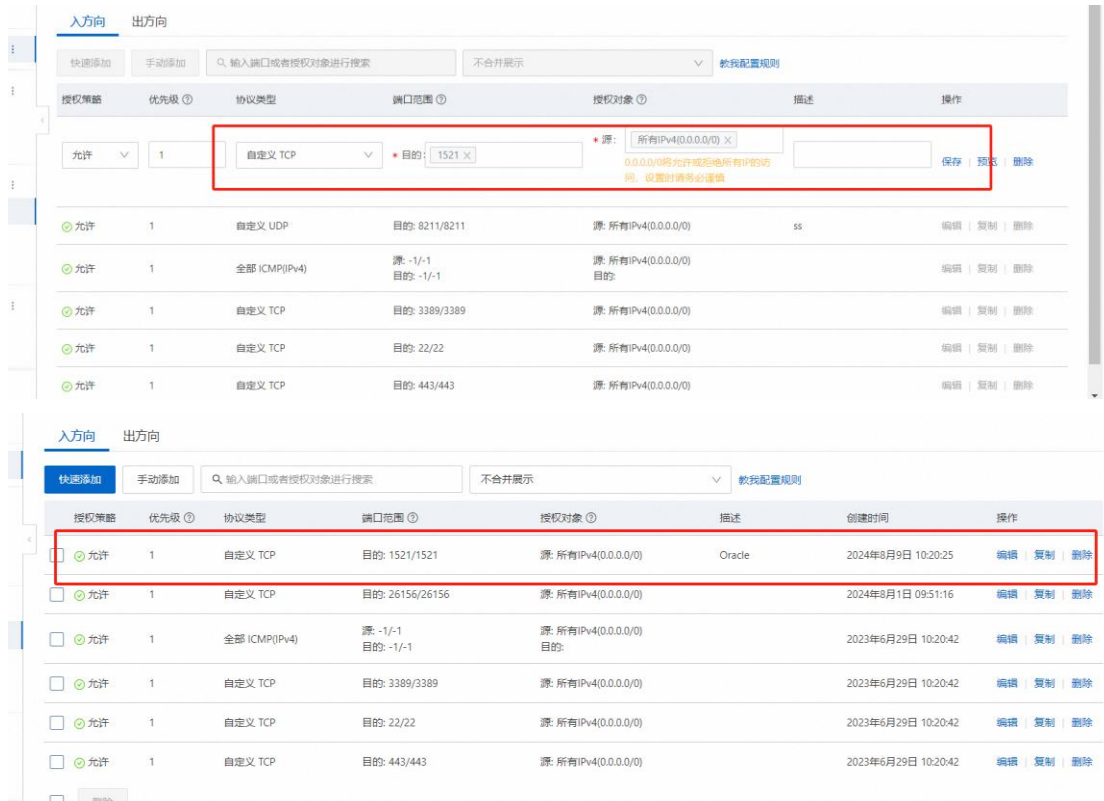 入方向 出方向
快速添加 手动添加 输入端口或者授权对象进行搜索 不合并展示 教我配置规则
授权策略 优先级 协议类型 端口范围 授权对象 描述 操作
允许 1 自定义 TCP * 目的: 1521 × * 源: 所有IPv4(0.0.0.0/0) × 保存 | 预览 | 删除
0.0.0.0/0将允许或拒绝所有IP的访
问，设置时请务必谨慎
允许 1 自定义 UDP 目的: 8211/8211 源: 所有IPv4(0.0.0.0/0) ss 编辑 | 复制 | 删除
允许 1 全部 ICMP(IPv4) 源: -1/-1 源: 所有IPv4(0.0.0.0/0) 编辑 | 复制 | 删除
目的: -1/-1 目的:
允许 1 自定义 TCP 目的: 3389/3389 源: 所有IPv4(0.0.0.0/0) 编辑 | 复制 | 删除
允许 1 自定义 TCP 目的: 22/22 源: 所有IPv4(0.0.0.0/0) 编辑 | 复制 | 删除
允许 1 自定义 TCP 目的: 443/443 源: 所有IPv4(0.0.0.0/0) 编辑 | 复制 | 删除
入方向 出方向
快速添加 手动添加 输入端口或者授权对象进行搜索 不合并展示 教我配置规则
授权策略 优先级 协议类型 端口范围 授权对象 描述 创建时间 操作
允许 1 自定义 TCP 目的: 1521/1521 源: 所有IPv4(0.0.0.0/0) Oracle 2024年8月9日 10:20:25 编辑 | 复制 | 删除
允许 1 自定义 TCP 目的: 26156/26156 源: 所有IPv4(0.0.0.0/0) 2024年8月1日 09:51:16 编辑 | 复制 | 删除
允许 1 全部 ICMP(IPv4) 源: -1/-1 源: 所有IPv4(0.0.0.0/0) 2023年6月29日 10:20:42 编辑 | 复制 | 删除
目的: -1/-1 目的:
允许 1 自定义 TCP 目的: 3389/3389 源: 所有IPv4(0.0.0.0/0) 2023年6月29日 10:20:42 编辑 | 复制 | 删除
允许 1 自定义 TCP 目的: 22/22 源: 所有IPv4(0.0.0.0/0) 2023年6月29日 10:20:42 编辑 | 复制 | 删除
允许 1 自定义 TCP 目的: 443/443 源: 所有IPv4(0.0.0.0/0) 2023年6月29日 10:20:42 编辑 | 复制 | 删除